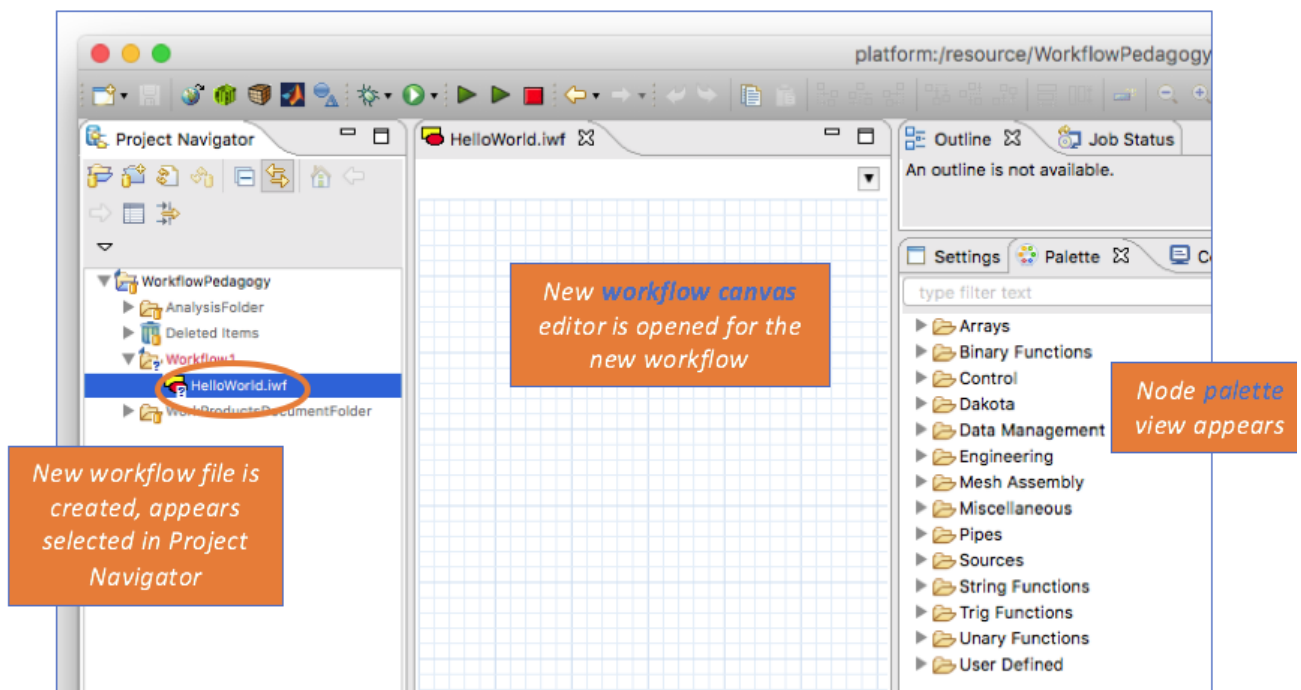 platform:/resource/WorkflowPedagogy
Project Navigator
HelloWorld.iwf
Outline
Job Status
An outline is not available.
Settings
Palette
type filter text
WorkflowPedagogy
AnalysisFolder
Deleted Items
Workflow1
HelloWorld.iwf
WorkProductsDocumentFolder
New workflow file is
created, appears
selected in Project
Navigator
New workflow canvas
editor is opened for the
new workflow
Arrays
Binary Functions
Control
Dakota
Data Management
Engineering
Mesh Assembly
Miscellaneous
Pipes
Sources
String Functions
Trig Functions
Unary Functions
User Defined
Node palette
view appears